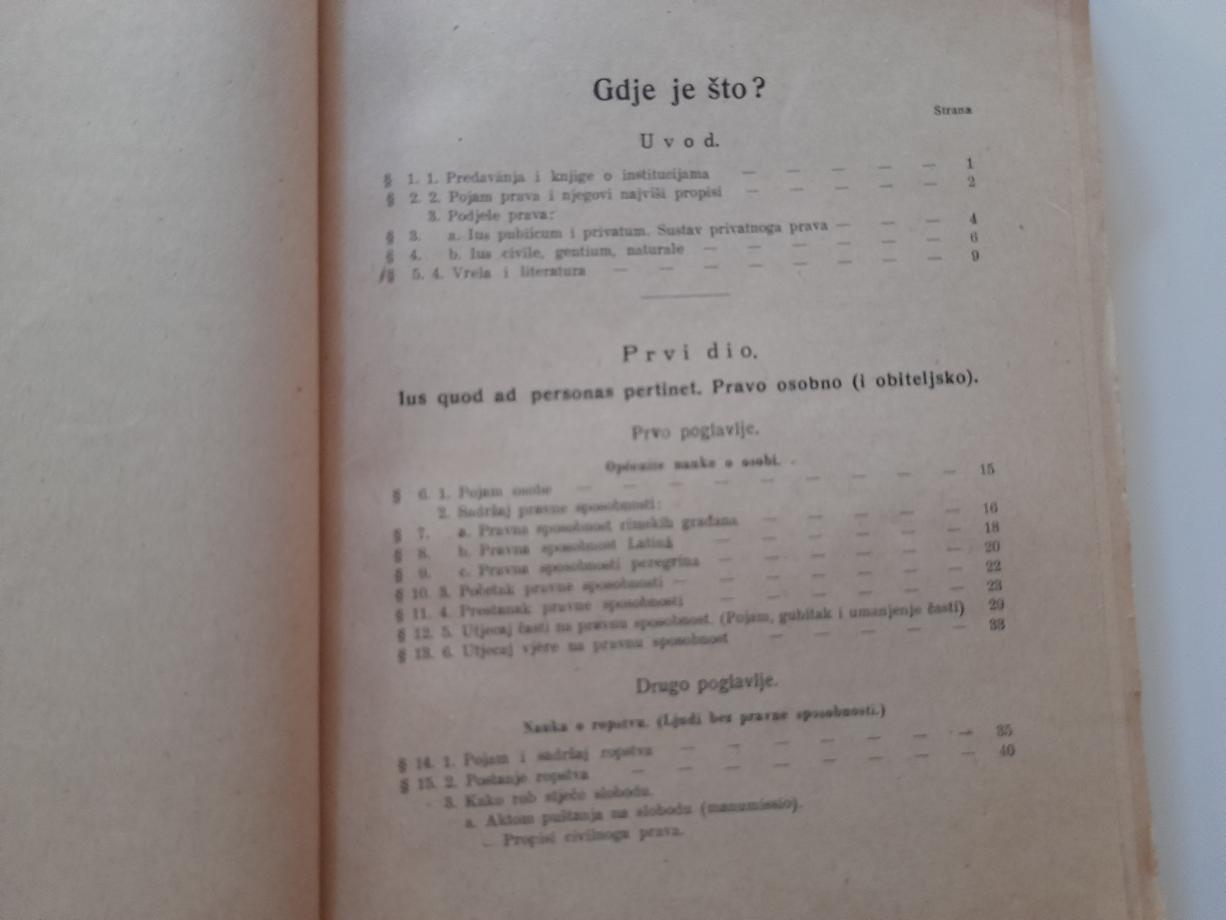 Gdje je što?
Strana
Uvod.
§ 1. 1. Predavanja i knjige o institucijama — — — — — 1
§ 2. 2. Pojam prava i njegovi najviši propisi — — — — — 2
3. Podjele prava:
§ 3. a. Ius publicum i privatum. Sustav privatnoga prava — — — 4
§ 4. b. Ius civile, gentium, naturale — — — — — — 6
§ 5. 4. Vrela i literatura — — — — — — — — 9
Prvi dio.
Ius quod ad personas pertinet. Pravo osobno (i obiteljsko).
Prvo poglavlje.
Općenite nauke o osobi.
§ 6. 1. Pojam osobe — — — — — — — — — 15
2. Sadržaj pravne sposobnosti:
§ 7. a. Pravna sposobnost rimskih građana — — — — — 16
§ 8. b. Pravna sposobnost Latinâ — — — — — — 18
§ 9. c. Pravna sposobnosti peregrina — — — — — — 20
§ 10. 3. Početak pravne sposobnosti — — — — — — — 22
§ 11. 4. Prestanak pravne sposobnosti — — — — — — 23
§ 12. 5. Utjecaj časti na pravnu sposobnost. (Pojam, gubitak i umanjenje časti) 29
§ 13. 6. Utjecaj vjere na pravnu sposobnost — — — — — 33
Drugo poglavlje.
Nauka o ropstvu. (Ljudi bez pravne sposobnosti.)
§ 14. 1. Pojam i sadržaj ropstva — — — — — — — 35
§ 15. 2. Postanje ropstva — — — — — — — — 40
3. Kako rob stječe slobodu.
a. Aktom puštanja na slobodu (manumissio).
Propisi civilnoga prava.